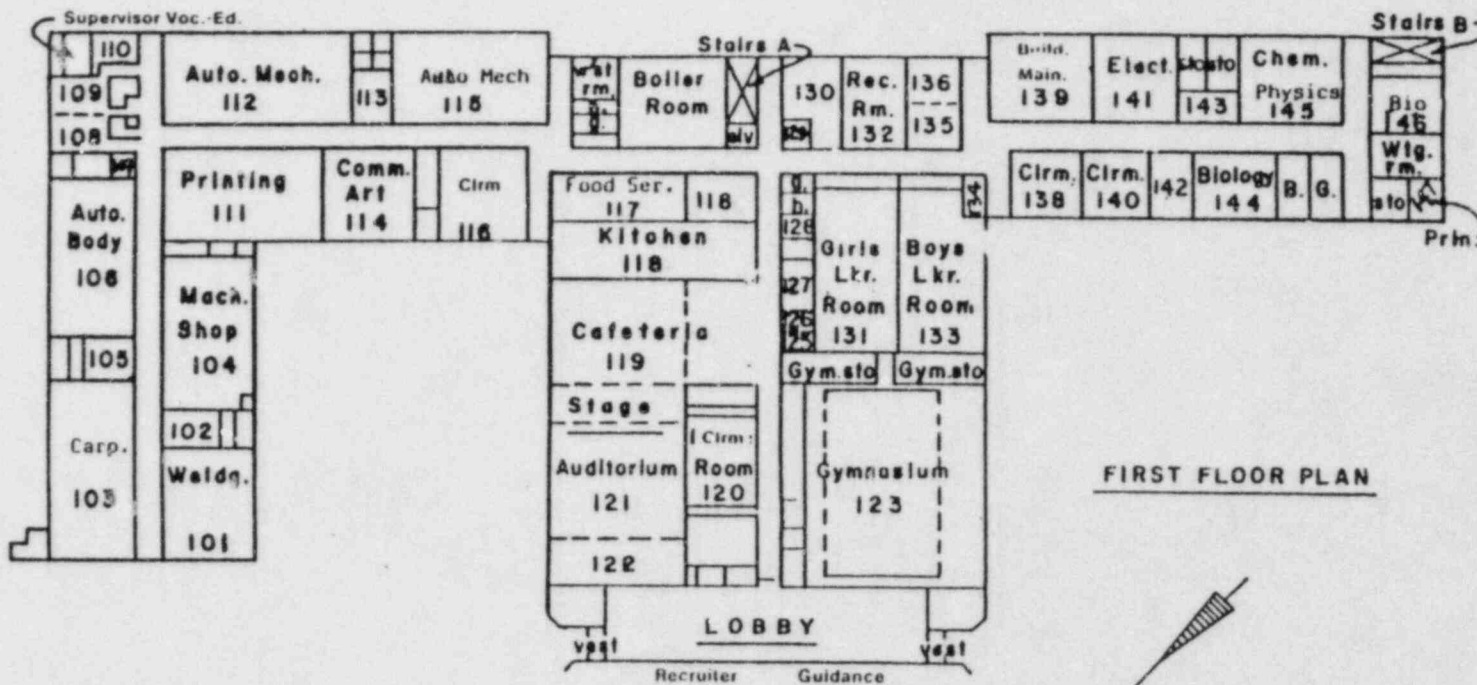 Supervisor Voc.-Ed.
110
109
108
Auto. Mech.
112
113
Auto Mech
115
rm.
Boiler
Room
Stairs A
130
Rec.
Rm.
132
136
135
Build.
Main.
139
Elect.
141
sto
143
Chem.
Physics
145
Stairs B
Bio
146
Wtg.
rm.
sto
Prin
Auto.
Body
106
Printing
111
Comm.
Art
114
Clrm
116
Food Ser.
117
118
Kitchen
118
g.
b.
128
127
Girls
Lkr.
Room
131
Boys
Lkr.
Room
133
134
Clrm.
138
Clrm.
140
142
Biology
144
B.
G.
105
Mach.
Shop
104
Cafeteria
119
Gym.sto
Gym.sto
Carp.
103
102
Weldg.
101
Stage
Auditorium
121
122
Clrm.
Room
120
Gymnasium
123
FIRST FLOOR PLAN
LOBBY
vest
vest
Recruiter
Guidance